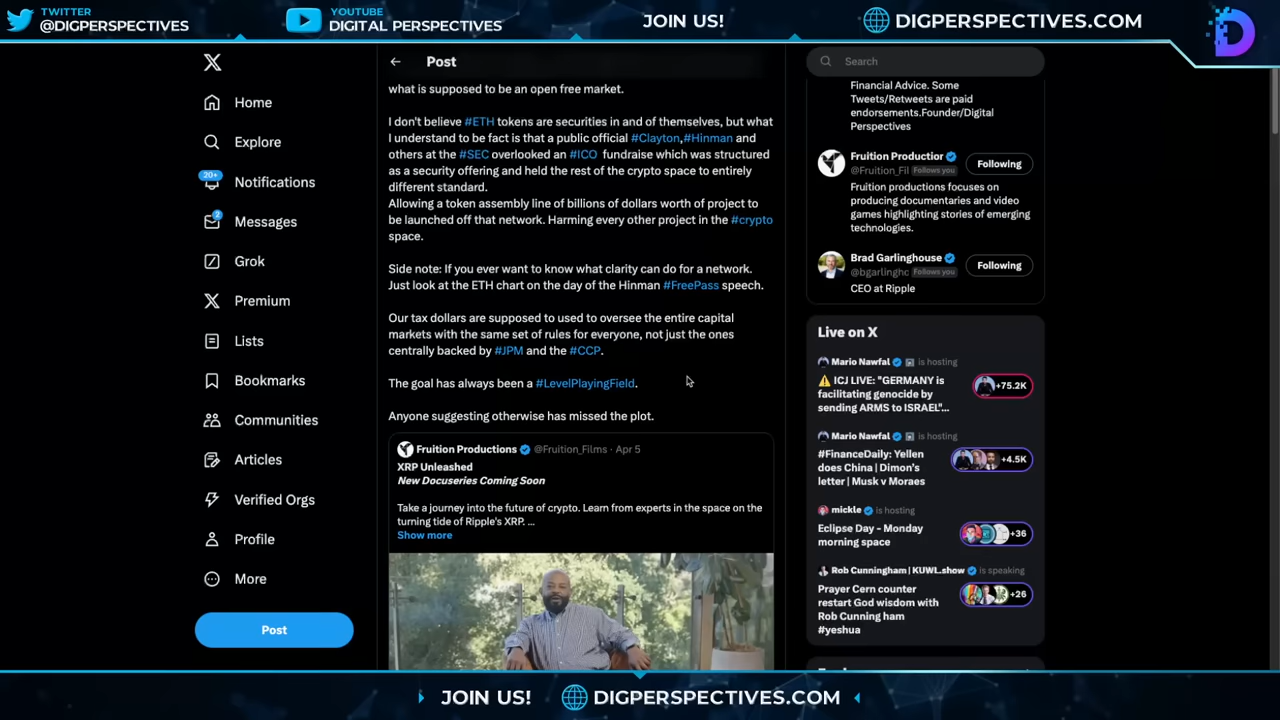 TWITTER
@DIGPERSPECTIVES
YOUTUBE
DIGITAL PERSPECTIVES
JOIN US!
DIGPERSPECTIVES.COM
Home
Explore
20+
Notifications
2
Messages
Grok
Premium
Lists
Bookmarks
Communities
Articles
Verified Orgs
Profile
More
Post
Post
what is supposed to be an open free market.
I don't believe #ETH tokens are securities in and of themselves, but what
I understand to be fact is that a public official #Clayton,#Hinman and
others at the #SEC overlooked an #ICO fundraise which was structured
as a security offering and held the rest of the crypto space to entirely
different standard.
Allowing a token assembly line of billions of dollars worth of project to
be launched off that network. Harming every other project in the #crypto
space.
Side note: If you ever want to know what clarity can do for a network.
Just look at the ETH chart on the day of the Hinman #FreePass speech.
Our tax dollars are supposed to used to oversee the entire capital
markets with the same set of rules for everyone, not just the ones
centrally backed by #JPM and the #CCP.
The goal has always been a #LevelPlayingField.
Anyone suggesting otherwise has missed the plot.
Fruition Productions @Fruition_Films · Apr 5
XRP Unleashed
New Docuseries Coming Soon
Take a journey into the future of crypto. Learn from experts in the space on the
turning tide of Ripple's XRP. ...
Show more
Search
Financial Advice. Some
Tweets/Retweets are paid
endorsements.Founder/Digital
Perspectives
Fruition Production
@Fruition_Fil Follows you
Following
Fruition productions focuses on
producing documentaries and video
games highlighting stories of emerging
technologies.
Brad Garlinghouse
@bgarlinghc Follows you
Following
CEO at Ripple
Live on X
Mario Nawfal is hosting
⚠️ ICJ LIVE: "GERMANY is
facilitating genocide by
sending ARMS to ISRAEL"...
+75.2K
Mario Nawfal is hosting
#FinanceDaily: Yellen
does China | Dimon's
letter | Musk v Moraes
+4.5K
mickle is hosting
Eclipse Day - Monday
morning space
+36
Rob Cunningham | KUWL.show is speaking
Prayer Cern counter
restart God wisdom with
Rob Cunning ham
#yeshua
+26
JOIN US!
DIGPERSPECTIVES.COM